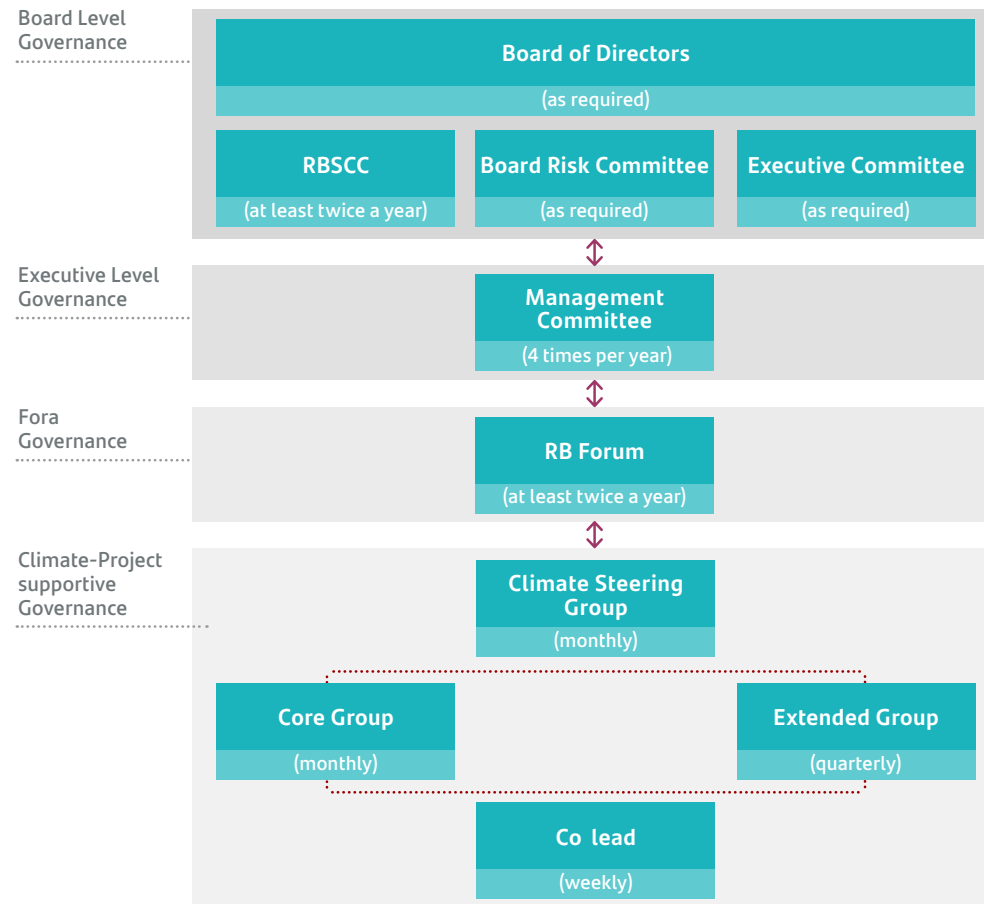 Board Level
Governance
Board of Directors
(as required)
RBSCC
(at least twice a year)
Board Risk Committee
(as required)
Executive Committee
(as required)
Executive Level
Governance
Management
Committee
(4 times per year)
Fora
Governance
RB Forum
(at least twice a year)
Climate-Project
supportive
Governance
Climate Steering
Group
(monthly)
Core Group
(monthly)
Extended Group
(quarterly)
Co lead
(weekly)